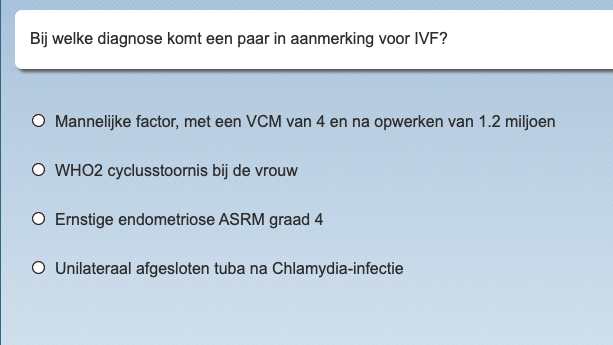 Bij welke diagnose komt een paar in aanmerking voor IVF?
Mannelijke factor, met een VCM van 4 en na opwerken van 1.2 miljoen
WHO2 cyclusstoornis bij de vrouw
Ernstige endometriose ASRM graad 4
Unilateraal afgesloten tuba na Chlamydia-infectie